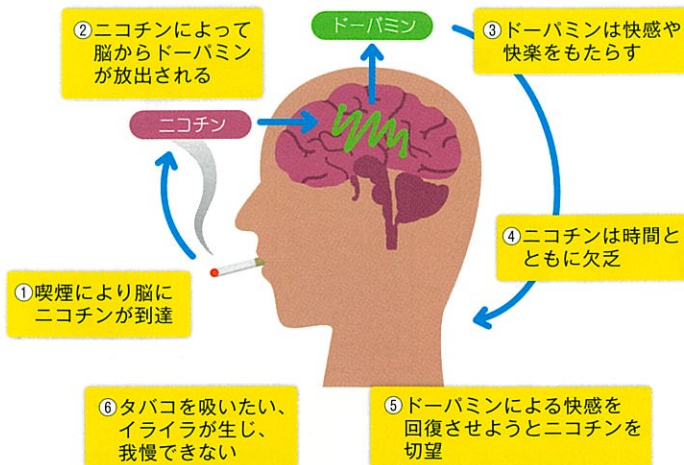 ①喫煙により脳に
ニコチンが到達
ニコチン
②ニコチンによって
脳からドーパミン
が放出される
ドーパミン
③ドーパミンは快感や
快楽をもたらす
④ニコチンは時間と
ともに欠乏
⑤ドーパミンによる快感を
回復させようとニコチンを
切望
⑥タバコを吸いたい、
イライラが生じ、
我慢できない